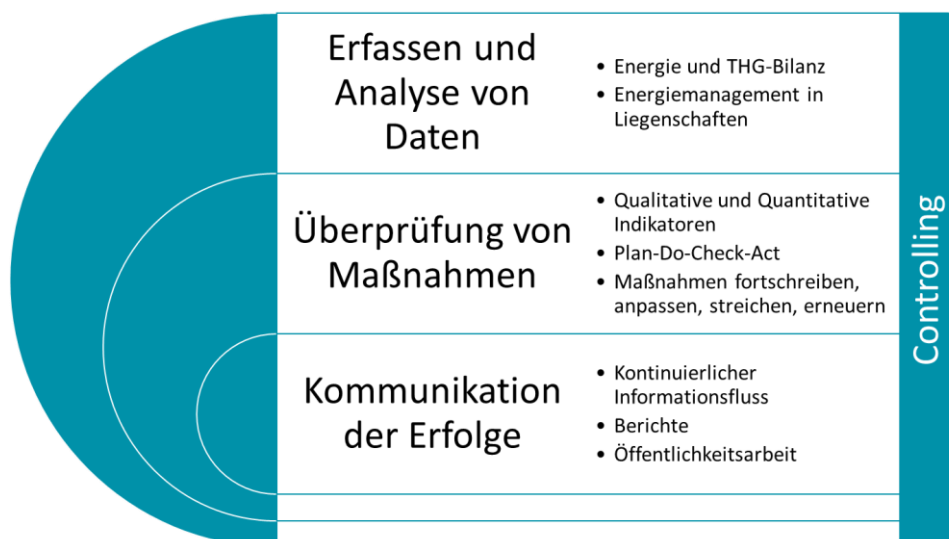 Erfassen und
Analyse von
Daten
• Energie und THG-Bilanz
• Energiemanagement in
Liegenschaften
Überprüfung von
Maßnahmen
• Qualitative und Quantitative
Indikatoren
• Plan-Do-Check-Act
• Maßnahmen fortschreiben,
anpassen, streichen, erneuern
Kommunikation
der Erfolge
• Kontinuierlicher
Informationsfluss
• Berichte
• Öffentlichkeitsarbeit
Controlling